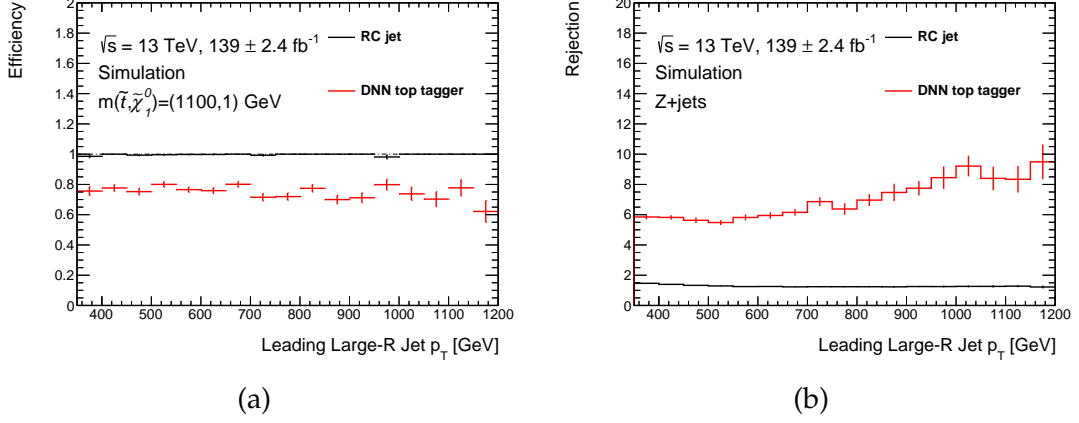 Efficiency
2
1.8
1.6
1.4
1.2
1
0.8
0.6
0.4
0.2
0
√s = 13 TeV, 139 ± 2.4 fb⁻¹
Simulation
m(t̃,χ̃₁⁰)=(1100,1) GeV
RC jet
DNN top tagger
400 500 600 700 800 900 1000 1100 1200
Leading Large-R Jet p_T [GeV]
(a)
Rejection
20
18
16
14
12
10
8
6
4
2
0
√s = 13 TeV, 139 ± 2.4 fb⁻¹
Simulation
Z+jets
RC jet
DNN top tagger
400 500 600 700 800 900 1000 1100 1200
Leading Large-R Jet p_T [GeV]
(b)